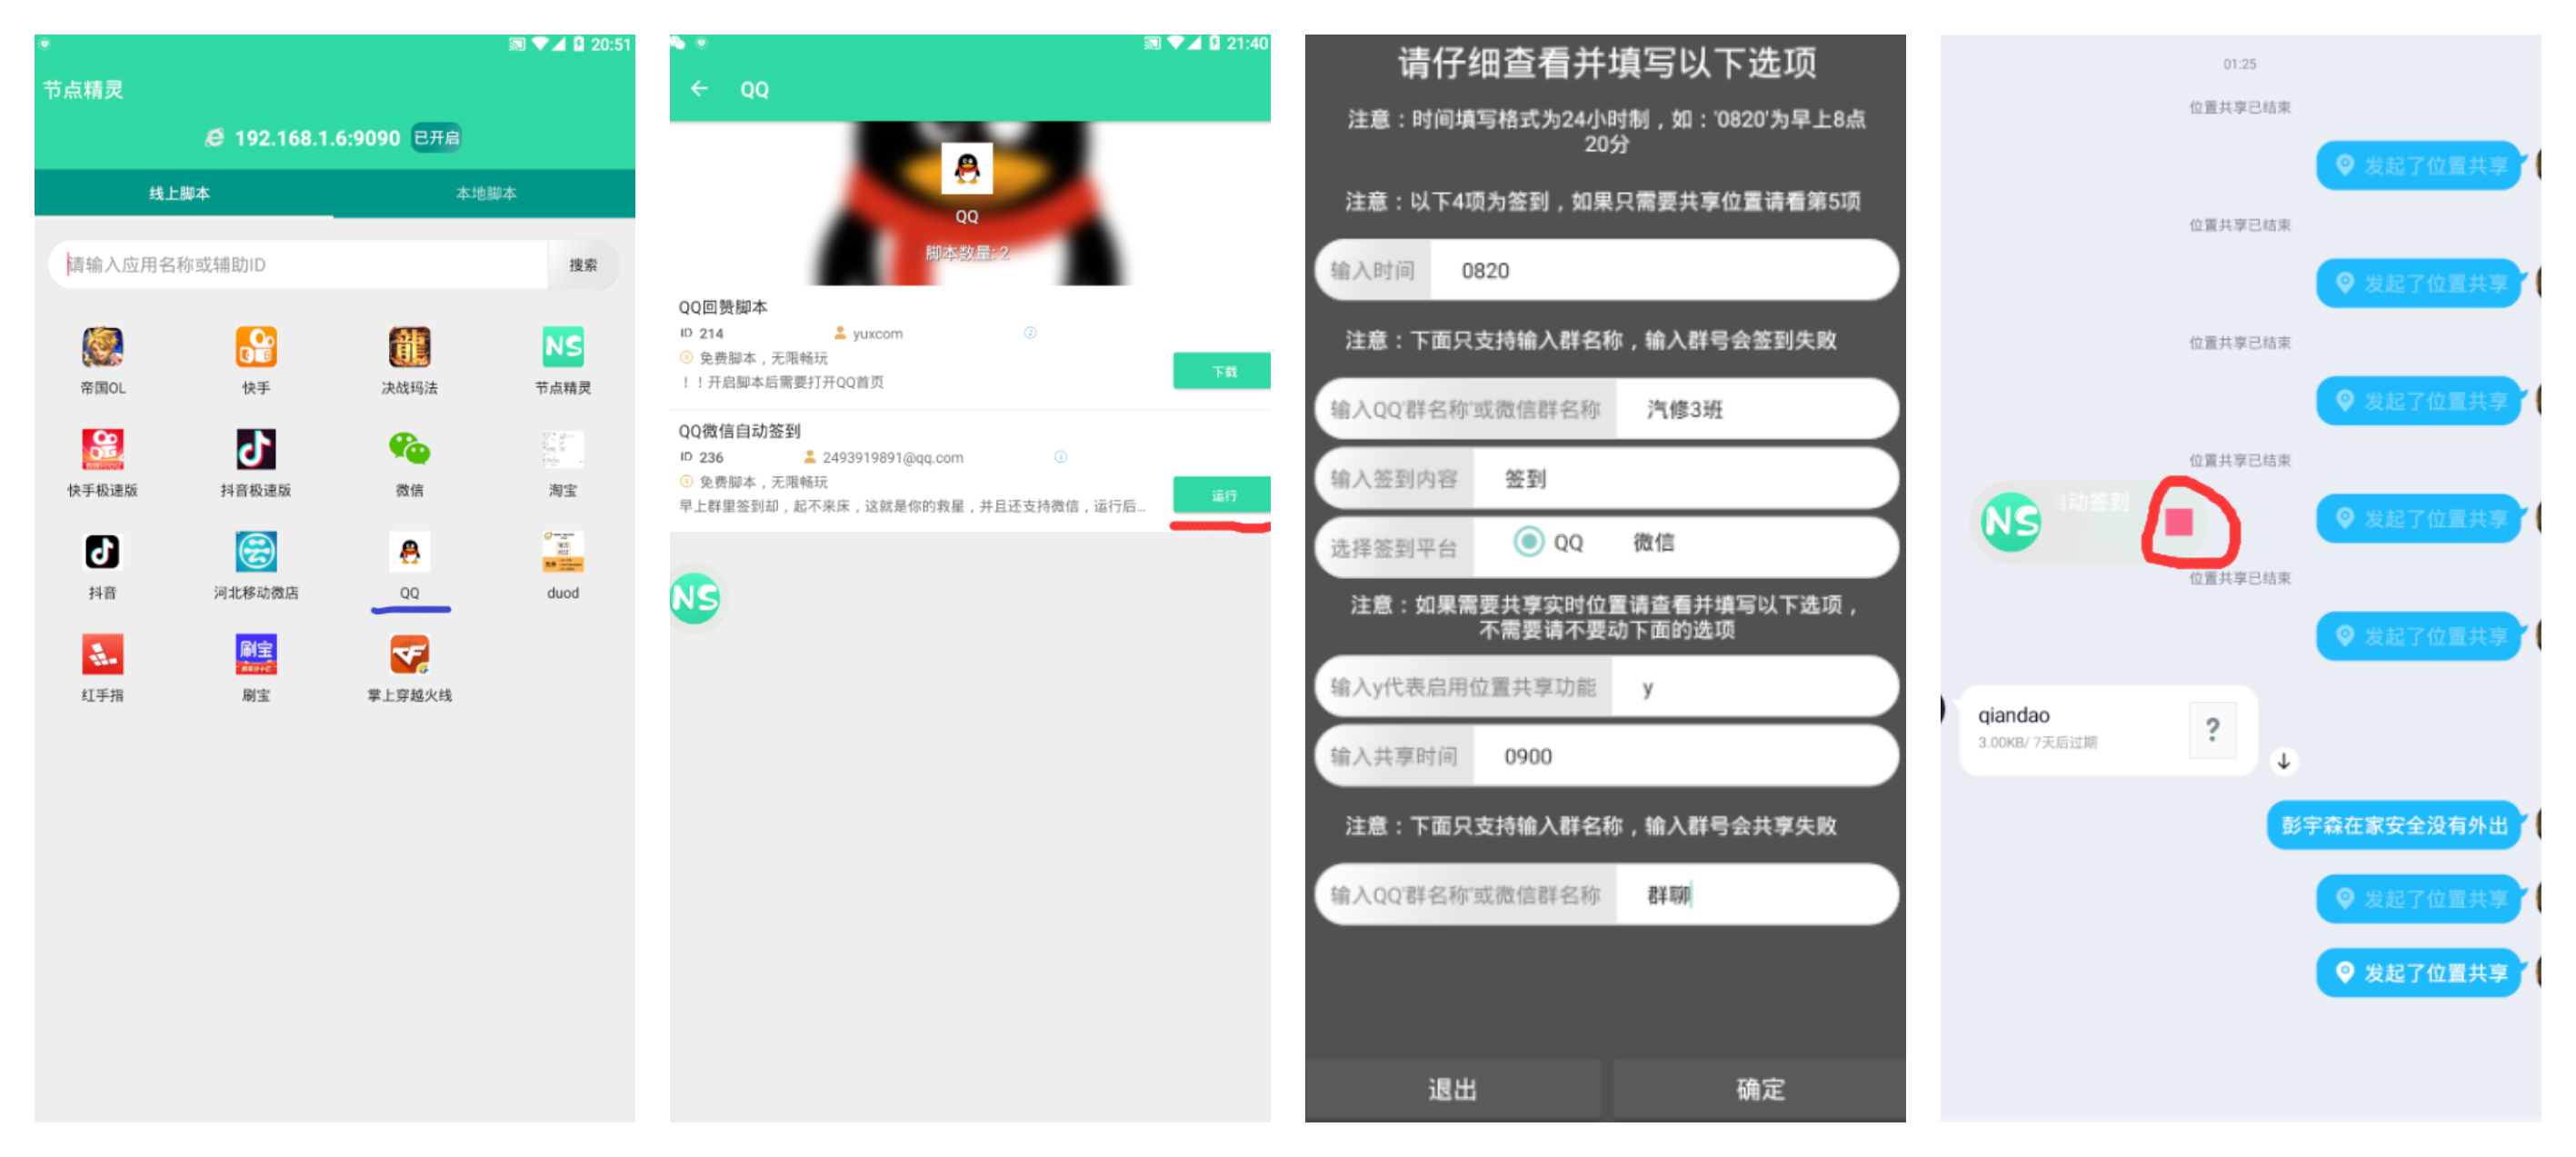 20:51
节点精灵
192.168.1.6:9090 已开启
线上脚本 本地脚本
请输入应用名称或辅助ID 搜索
NS
帝国OL 快手 决战玛法 节点精灵
快手极速版 抖音极速版 微信 淘宝
抖音 河北移动微店 QQ duod
刷宝
红手指 刷宝 掌上穿越火线
21:40
QQ
QQ
脚本数量: 2
QQ回赞脚本
ID 214 yuxcom
免费脚本，无限畅玩
！！开启脚本后需要打开QQ首页
下载
QQ微信自动签到
ID 236 2493919891@qq.com
免费脚本，无限畅玩
早上群里签到却，起不来床，这就是你的救星，并且还支持微信，运行后...
运行
NS
请仔细查看并填写以下选项
注意：时间填写格式为24小时制，如：'0820'为早上8点
20分
注意：以下4项为签到，如果只需要共享位置请看第5项
输入时间 0820
注意：下面只支持输入群名称，输入群号会签到失败
输入QQ'群名称'或微信群名称 汽修3班
输入签到内容 签到
选择签到平台 QQ 微信
注意：如果需要共享实时位置请查看并填写以下选项，
不需要请不要动下面的选项
输入y代表启用位置共享功能 y
输入共享时间 0900
注意：下面只支持输入群名称，输入群号会共享失败
输入QQ'群名称'或微信群名称 群聊
退出 确定
01:25
位置共享已结束
发起了位置共享
位置共享已结束
发起了位置共享
位置共享已结束
发起了位置共享
位置共享已结束
NS 自动签到
发起了位置共享
位置共享已结束
发起了位置共享
qiandao
3.00KB/ 7天后过期
?
彭宇森在家安全没有外出
发起了位置共享
发起了位置共享